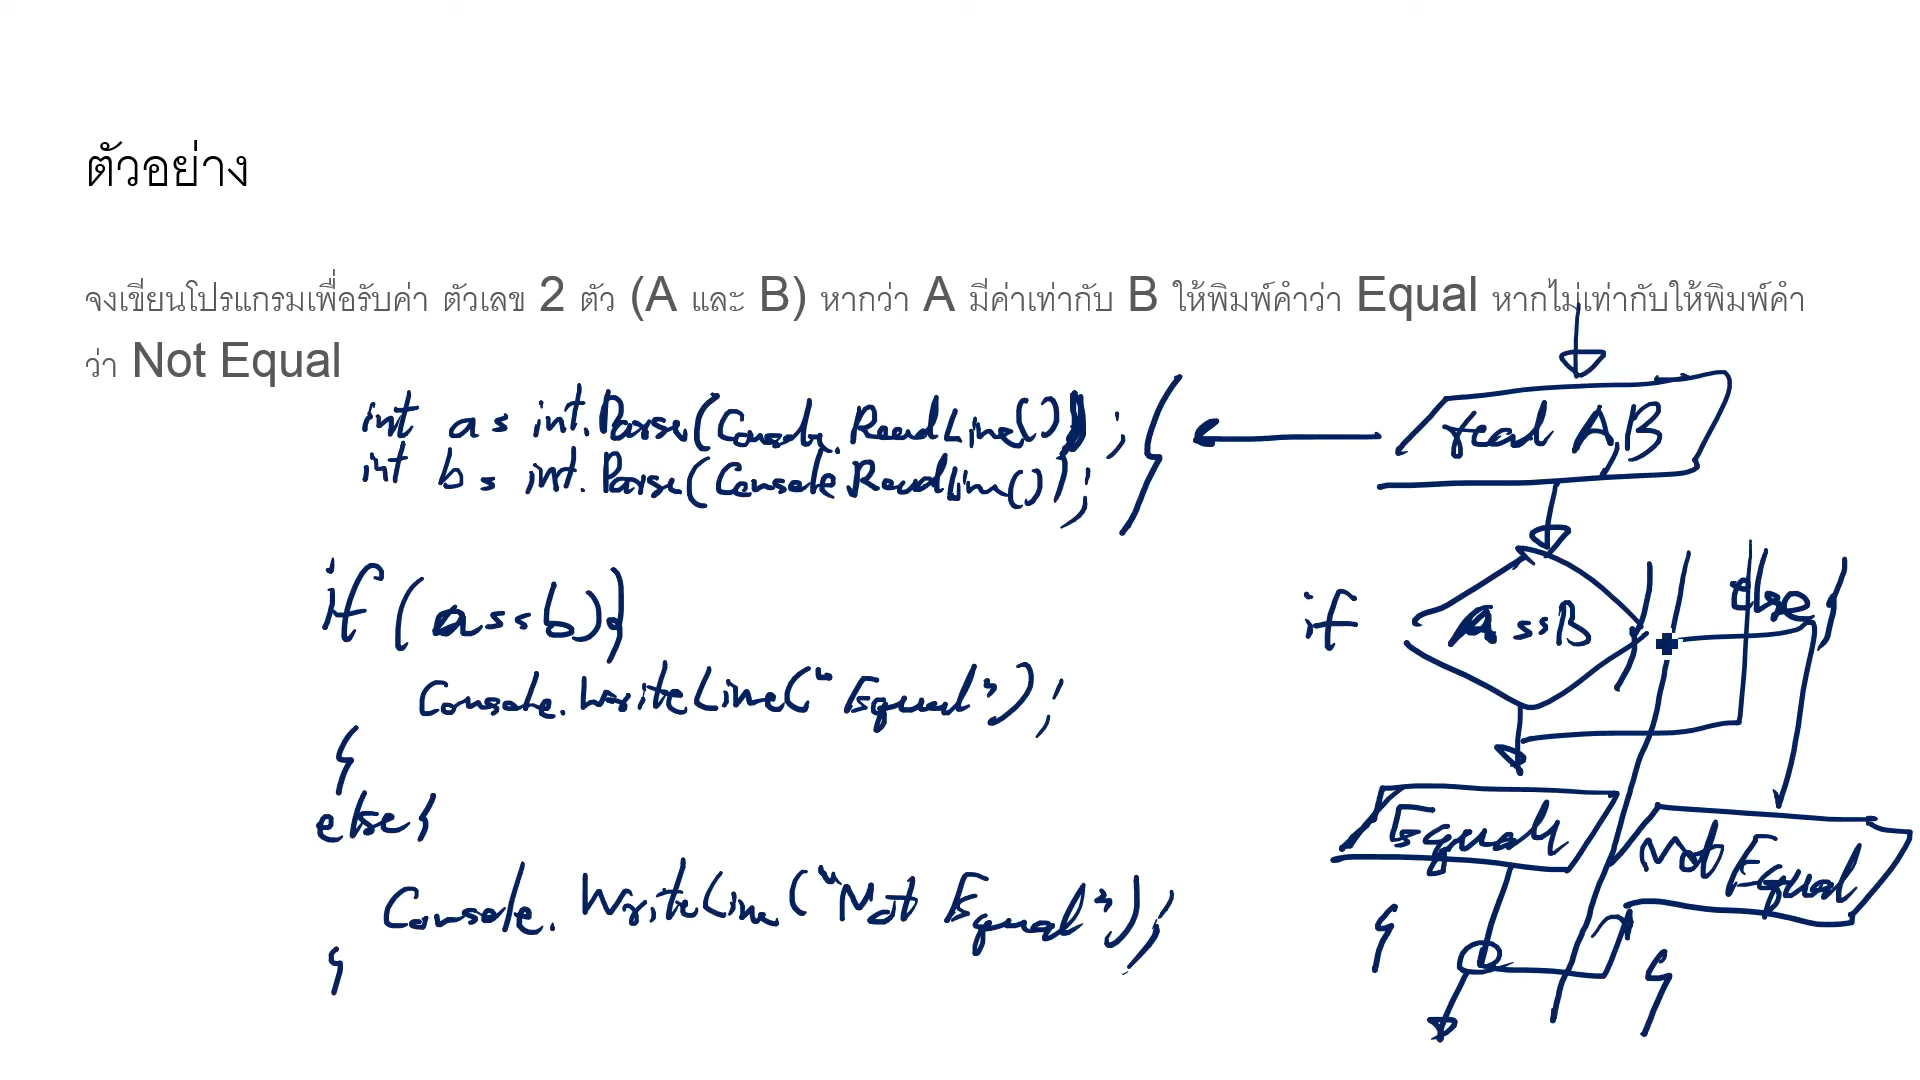 ตัวอย่าง
จงเขียนโปรแกรมเพื่อรับค่า ตัวเลข 2 ตัว (A และ B) หากว่า A มีค่าเท่ากับ B ให้พิมพ์คำว่า Equal หากไม่เท่ากับให้พิมพ์คำ
ว่า Not Equal
int a = int.Parse(Console.ReadLine());
int b = int.Parse(Console.ReadLine());
if (a==b){
Console.WriteLine("Equal");
}
else{
Console.WriteLine("Not Equal");
}
read A,B
if
A==B
else{
Equal
Not Equal
}
}